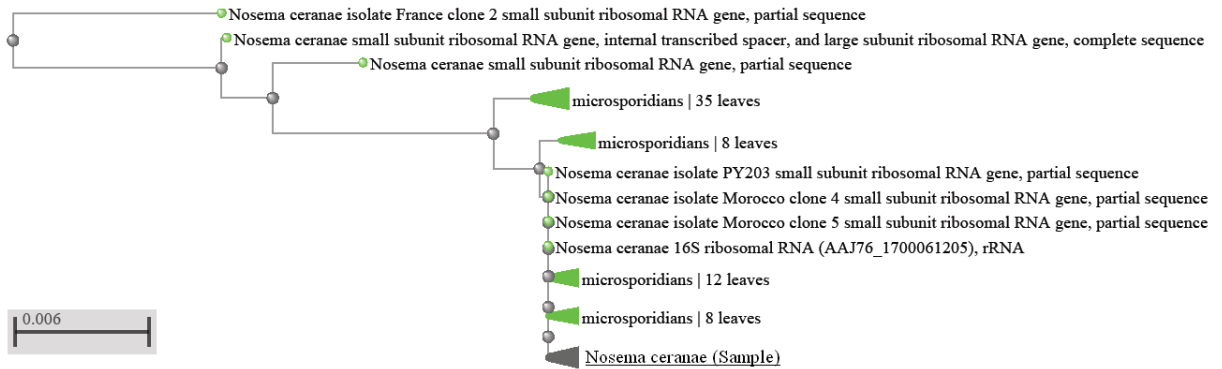 Nosema ceranae isolate France clone 2 small subunit ribosomal RNA gene, partial sequence
Nosema ceranae small subunit ribosomal RNA gene, internal transcribed spacer, and large subunit ribosomal RNA gene, complete sequence
Nosema ceranae small subunit ribosomal RNA gene, partial sequence
microsporidians | 35 leaves
microsporidians | 8 leaves
Nosema ceranae isolate PY203 small subunit ribosomal RNA gene, partial sequence
Nosema ceranae isolate Morocco clone 4 small subunit ribosomal RNA gene, partial sequence
Nosema ceranae isolate Morocco clone 5 small subunit ribosomal RNA gene, partial sequence
Nosema ceranae 16S ribosomal RNA (AAJ76_1700061205), rRNA
microsporidians | 12 leaves
microsporidians | 8 leaves
0.006
Nosema ceranae (Sample)